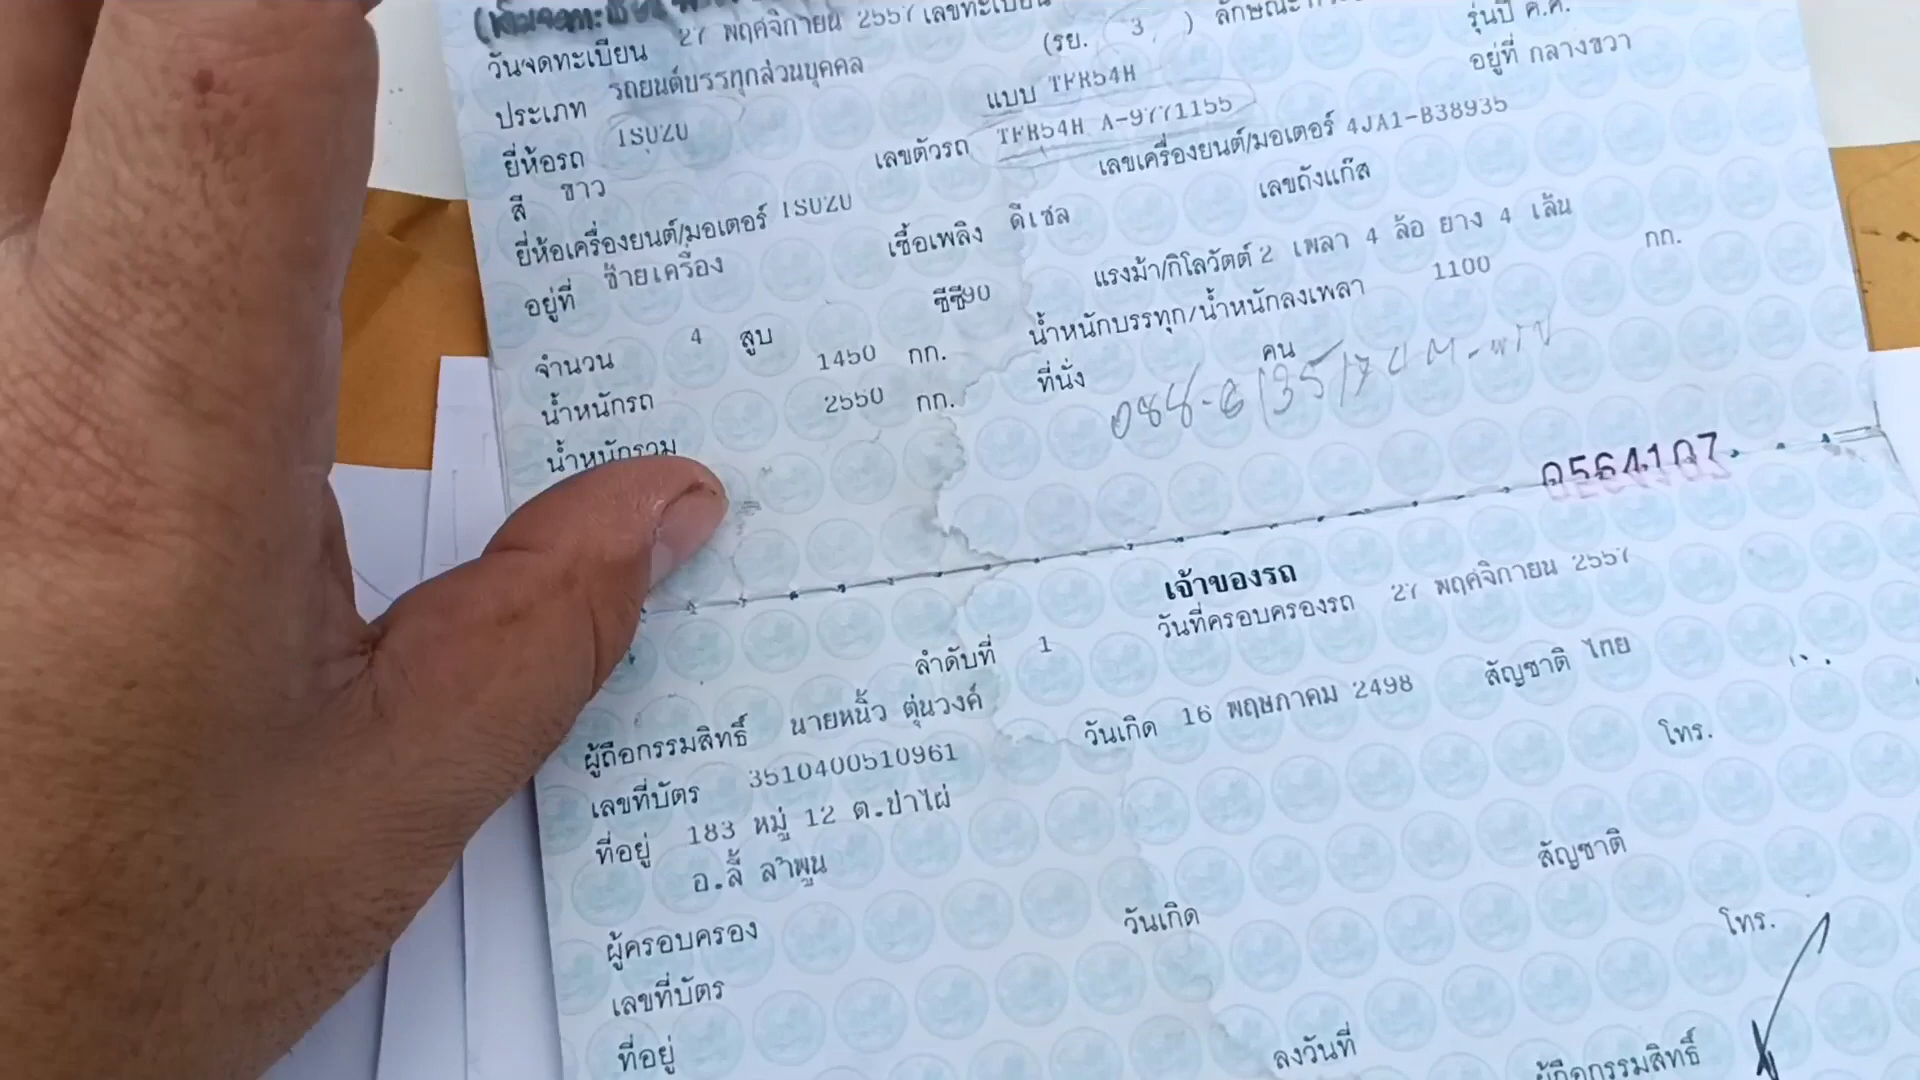 วันจดทะเบียน 27 พฤศจิกายน 2557 เลขทะเบียน
ประเภท รถยนต์บรรทุกส่วนบุคคล (รย. 3 ) ลักษณะ
ยี่ห้อรถ ISUZU แบบ TFR54H รุ่นปี ค.ศ.
สี ขาว เลขตัวรถ TFR54H A-9771155 อยู่ที่ กลางขวา
ยี่ห้อเครื่องยนต์/มอเตอร์ ISUZU เลขเครื่องยนต์/มอเตอร์ 4JA1-B38935
อยู่ที่ ซ้ายเครื่อง เชื้อเพลิง ดีเซล เลขถังแก๊ส
จำนวน 4 สูบ ซีซี 90 แรงม้า/กิโลวัตต์ 2 เพลา 4 ล้อ ยาง 4 เส้น
น้ำหนักรถ 1450 กก. น้ำหนักบรรทุก/น้ำหนักลงเพลา 1100 กก.
น้ำหนักรวม 2550 กก. ที่นั่ง คน
0564107
เจ้าของรถ
ลำดับที่ 1 วันที่ครอบครองรถ 27 พฤศจิกายน 2557
ผู้ถือกรรมสิทธิ์ นายหนิ้ว ตุ่นวงค์ วันเกิด 16 พฤษภาคม 2498 สัญชาติ ไทย
เลขที่บัตร 3510400510961
ที่อยู่ 183 หมู่ 12 ต.ป่าไผ่ โทร.
อ.ลี้ ลำพูน
ผู้ครอบครอง วันเกิด สัญชาติ
เลขที่บัตร
ที่อยู่ โทร.
ลงวันที่ ผู้ถือกรรมสิทธิ์